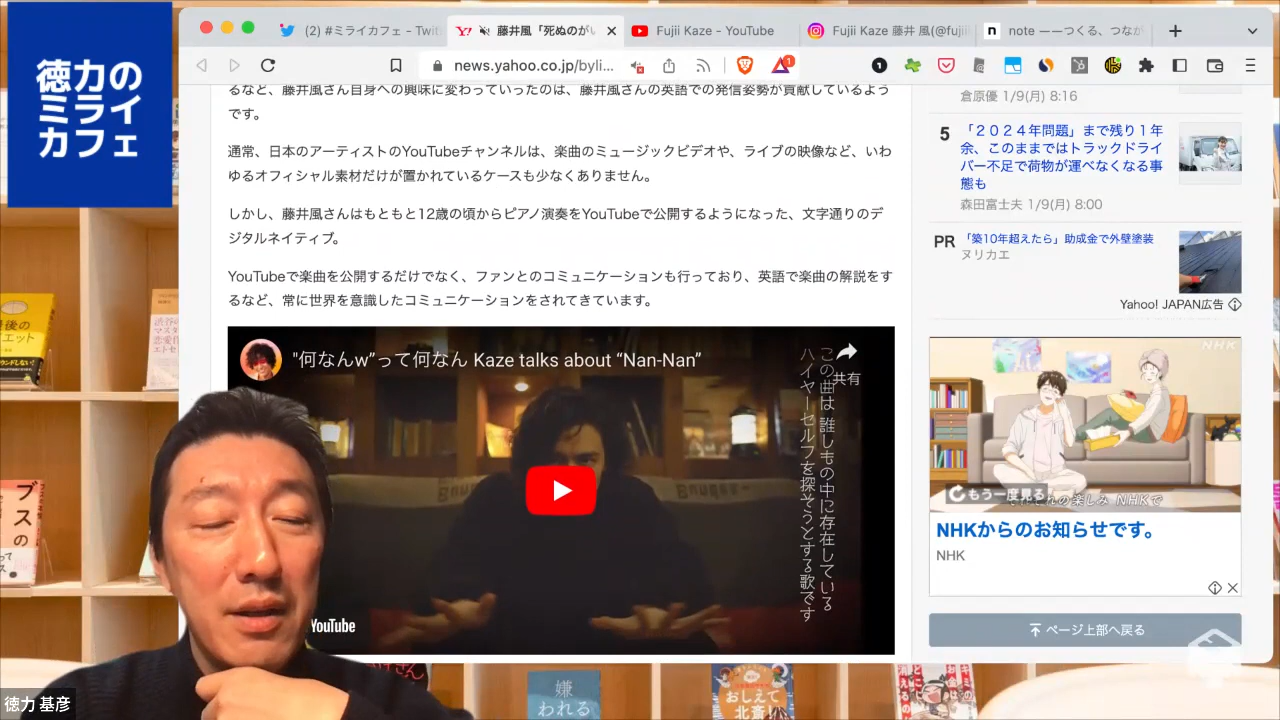 徳力の
ミライ
カフェ
(2) #ミライカフェ - Twit
藤井風「死ぬのがい
Fujii Kaze - YouTube
Fujii Kaze 藤井 風(@fujii
note ——つくる、つなが
news.yahoo.co.jp/byli...
るなど、藤井風さん自身への興味に変わっていったのは、藤井風さんの英語での発信姿勢が貢献しているよう
です。
通常、日本のアーティストのYouTubeチャンネルは、楽曲のミュージックビデオや、ライブの映像など、いわ
ゆるオフィシャル素材だけが置かれているケースも少なくありません。
しかし、藤井風さんはもともと12歳の頃からピアノ演奏をYouTubeで公開するようになった、文字通りのデ
ジタルネイティブ。
YouTubeで楽曲を公開するだけでなく、ファンとのコミュニケーションも行っており、英語で楽曲の解説をす
るなど、常に世界を意識したコミュニケーションをされてきています。
"何なんw”って何なん Kaze talks about “Nan-Nan”
共有
この曲は 誰しもの中に存在している
ハイヤーセルフを探そうとする歌です
YouTube
倉原優 1/9(月) 8:16
5
「２０２４年問題」まで残り１年
余、このままではトラックドライ
バー不足で荷物が運べなくなる事
態も
森田富士夫 1/9(月) 8:00
PR
「築10年超えたら」助成金で外壁塗装
ヌリカエ
Yahoo! JAPAN広告
NHK
もう一度見る
NHKからのお知らせです。
NHK
ページ上部へ戻る
ブスの
嫌
われる
おしえて
北斎!
徳力 基彦